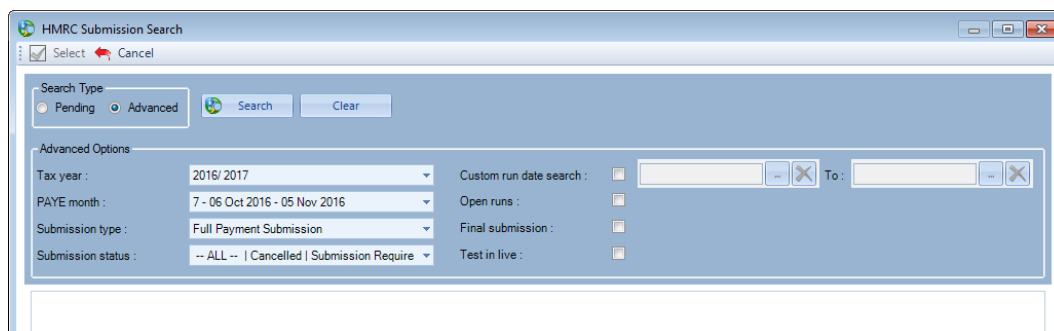 HMRC Submission Search
Select Cancel
Search Type
Pending Advanced Search Clear
Advanced Options
Tax year : 2016/ 2017 Custom run date search : ... To : ...
PAYE month : 7 - 06 Oct 2016 - 05 Nov 2016 Open runs :
Submission type : Full Payment Submission Final submission :
Submission status : -- ALL -- | Cancelled | Submission Require Test in live :